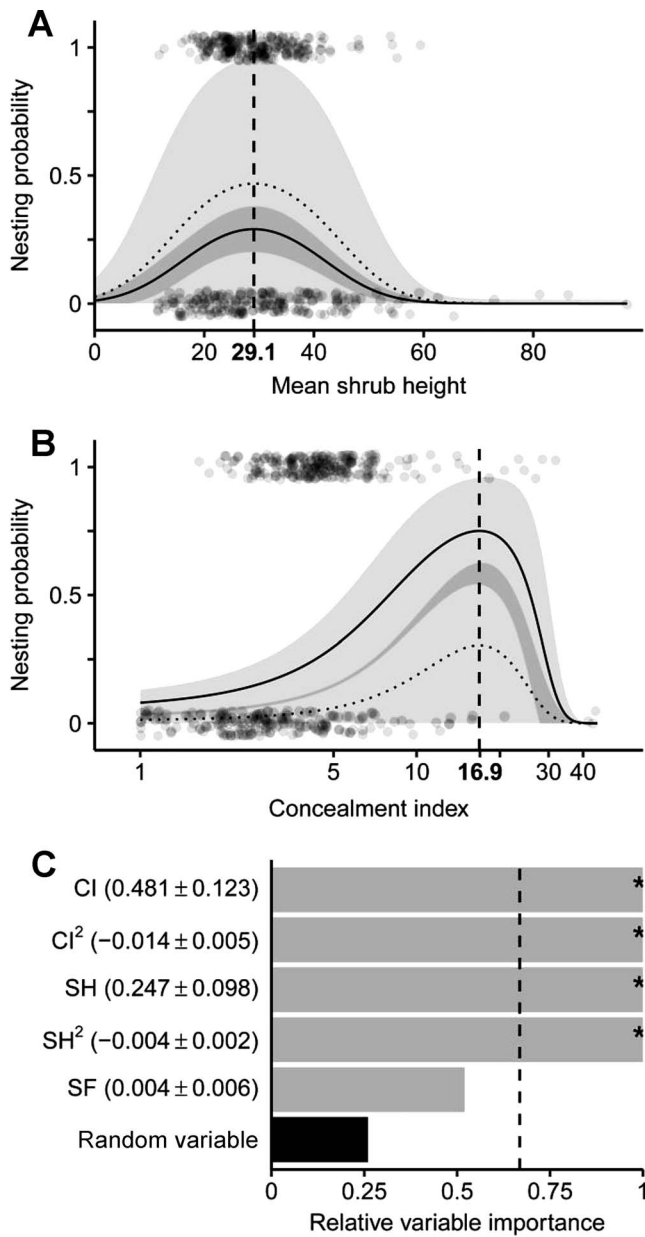 A
Nesting probability
1
0.5
0
0 20 29.1 40 60 80
Mean shrub height
B
Nesting probability
1
0.5
0
1 5 10 16.9 30 40
Concealment index
C
CI (0.481 ± 0.123) *
CI² (−0.014 ± 0.005) *
SH (0.247 ± 0.098) *
SH² (−0.004 ± 0.002) *
SF (0.004 ± 0.006)
Random variable
0 0.25 0.5 0.75 1
Relative variable importance